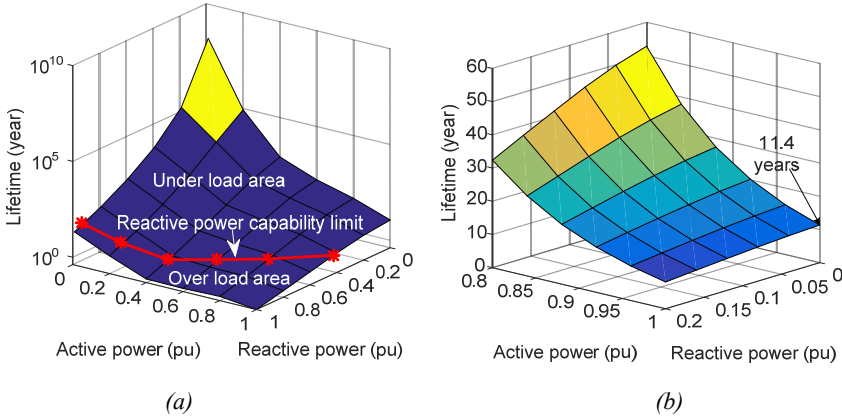 10^10
10^5
10^0
Lifetime (year)
Under load area
Reactive power capability limit
Over load area
0
0.2
0.4
0.6
0.8
1
1
0.8
0.6
0.4
0.2
0
Active power (pu)
Reactive power (pu)
(a)
60
50
40
30
20
10
0
Lifetime (year)
11.4
years
0.8
0.85
0.9
0.95
1
0.2
0.15
0.1
0.05
0
Active power (pu)
Reactive power (pu)
(b)